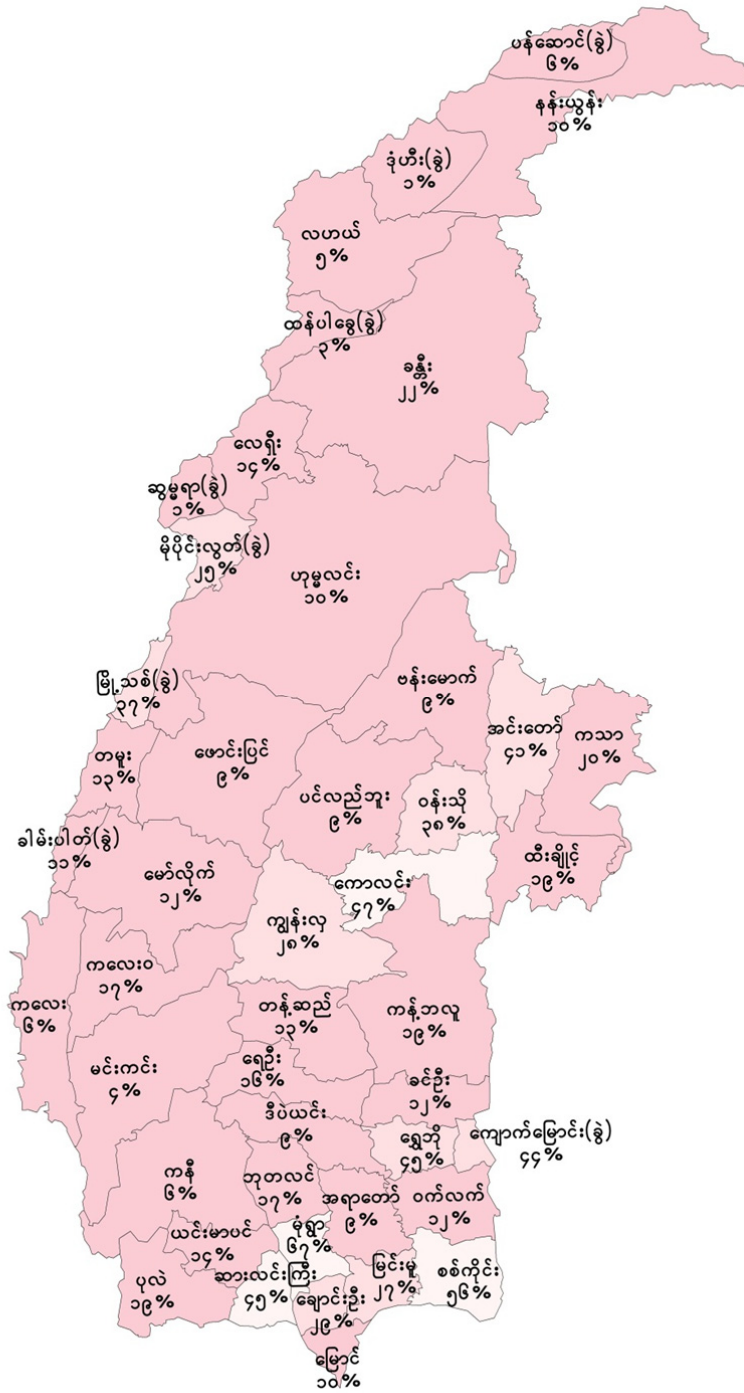 ပန်ဆောင်(ခွဲ)
၆%
နန်းယွန်း
၁၀%
ဒုံဟီး(ခွဲ)
၁%
လဟယ်
၅%
ထန်ပါခွေ(ခွဲ)
၃%
ခန္တီး
၂၂%
လေရှီး
၁၄%
ဆွမ္မရာ(ခွဲ)
၁%
မိုပိုင်းလွတ်(ခွဲ)
၂၅%
ဟုမ္မလင်း
၁၀%
မြို့သစ်(ခွဲ)
၃၇%
ဗန်းမောက်
၉%
အင်းတော်
၄၁%
ကသာ
၂၀%
တမူး
၁၃%
ဖောင်းပြင်
၉%
ပင်လည်ဘူး
၉%
ဝန်းသို
၃၈%
ခါမ်းပါတ်(ခွဲ)
၁၁%
မော်လိုက်
၁၂%
ကောလင်း
၄၇%
ထီးချိုင့်
၁၉%
ကျွန်းလှ
၂၈%
ကလေးဝ
၁၇%
ကလေး
၆%
တန့်ဆည်
၁၃%
ကန့်ဘလူ
၁၉%
မင်းကင်း
၄%
ရေဦး
၁၆%
ခင်ဦး
၁၂%
ဒီပဲယင်း
၉%
ရွှေဘို
၄၅%
ကျောက်မြောင်း(ခွဲ)
၄၄%
ကနီ
၆%
ဘုတလင်
၁၇%
အရာတော်
၉%
ဝက်လက်
၁၂%
ယင်းမာပင်
၁၄%
မုံရွာ
၆၇%
ပုလဲ
၁၉%
ဆားလင်းကြီး
၄၅%
ချောင်းဦး
၂၉%
မြင်းမူ
၂၇%
စစ်ကိုင်း
၅၆%
မြောင်
၁၀%